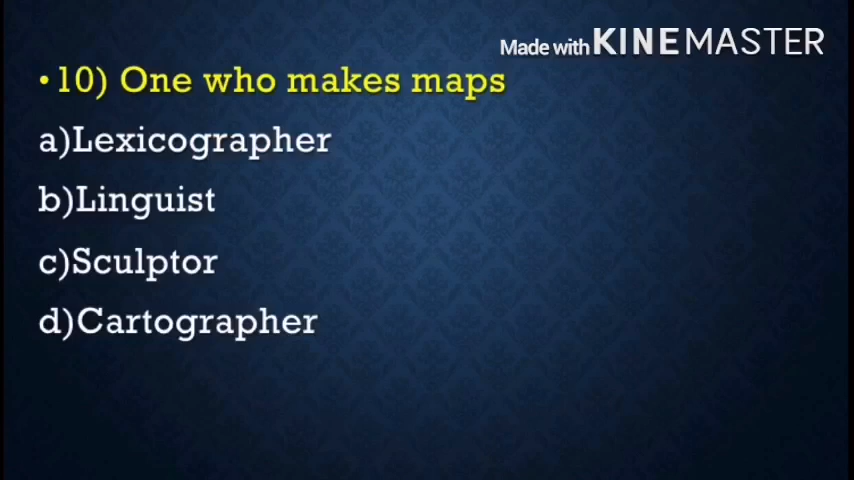 Made with KINEMASTER
•10) One who makes maps
a)Lexicographer
b)Linguist
c)Sculptor
d)Cartographer